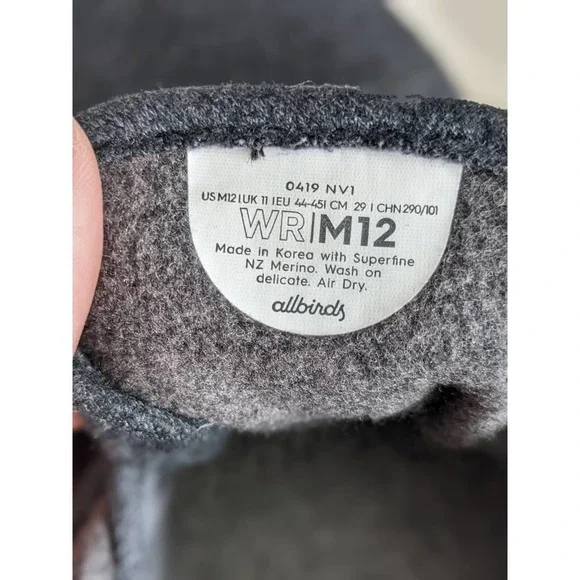 0419 NV1
US M12 | UK 11 | EU 44-45 | CM 29 | CHN 290/101
WR|M12
Made in Korea with Superfine
NZ Merino. Wash on
delicate. Air Dry.
allbirds